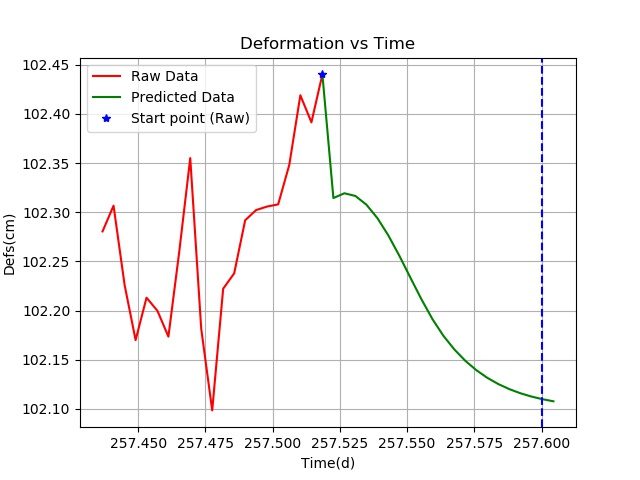 Deformation vs Time
Raw Data
Predicted Data
Start point (Raw)
Defs(cm)
102.45
102.40
102.35
102.30
102.25
102.20
102.15
102.10
257.450 257.475 257.500 257.525 257.550 257.575 257.600
Time(d)